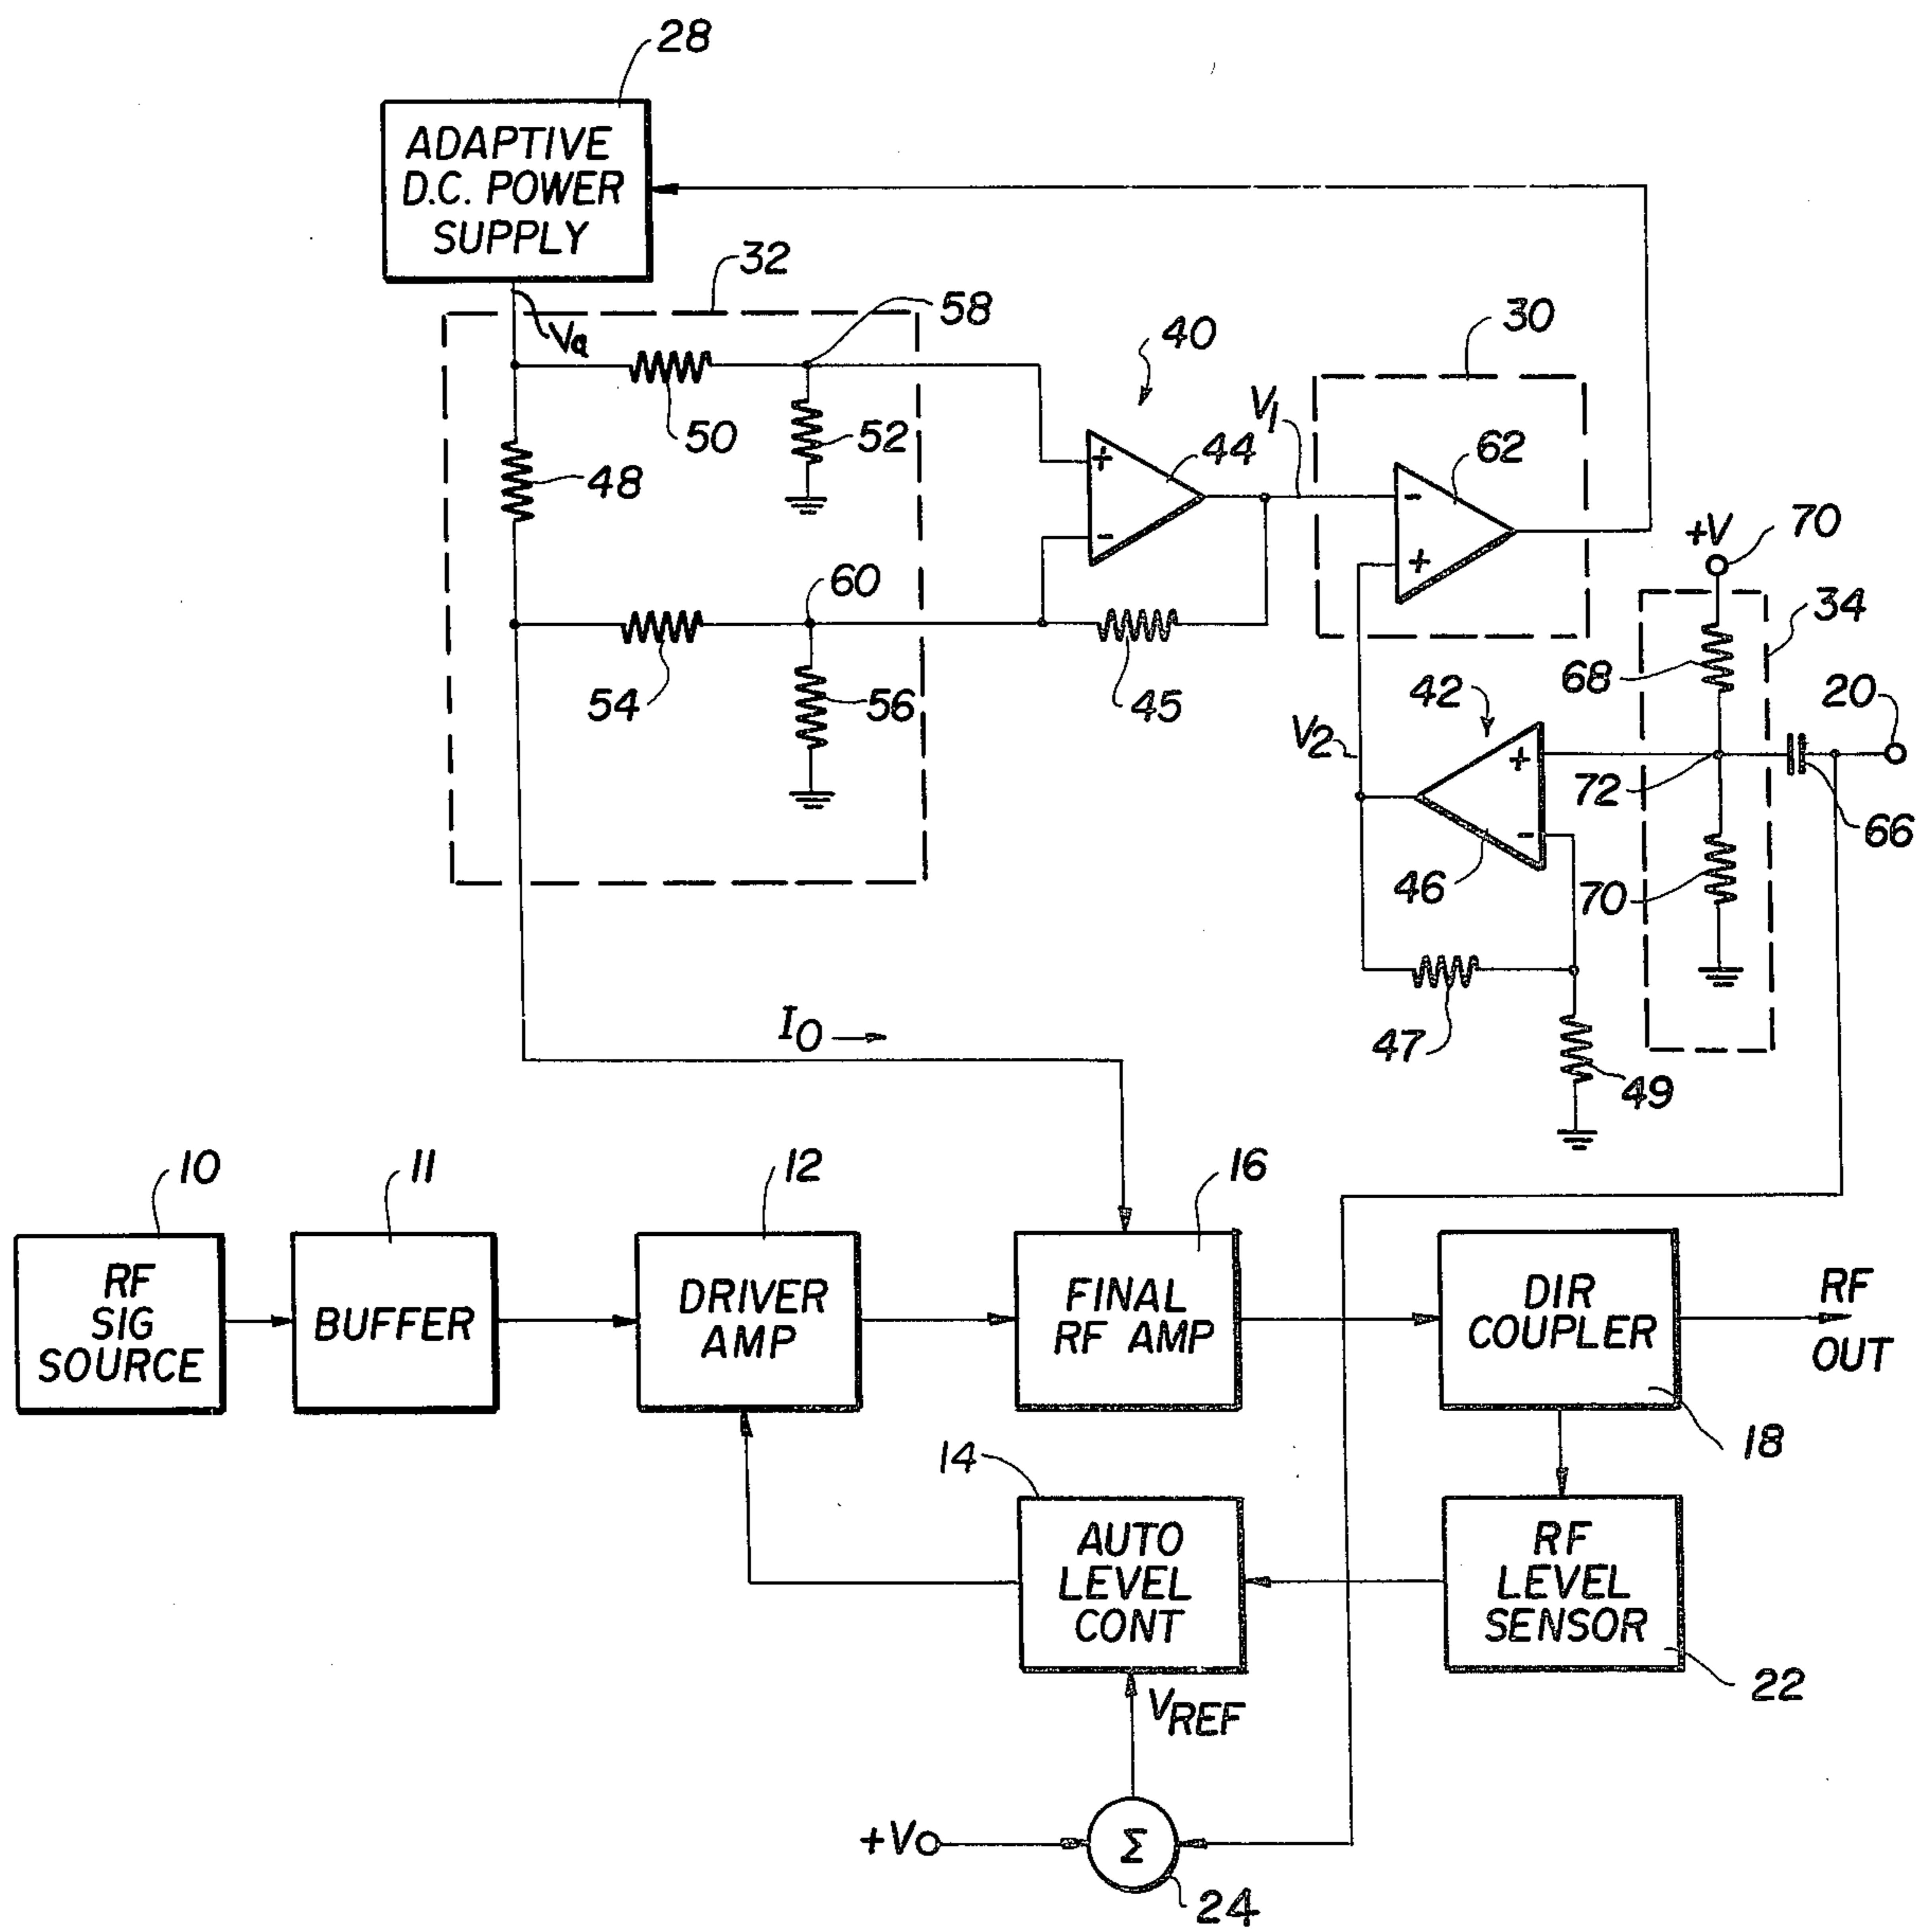 28
ADAPTIVE
D.C. POWER
SUPPLY
32
Va
58
40
30
50
52
48
+
44
-
V1
62
-
+
+V
70
60
34
54
56
45
68
42
20
V2
+
72
-
66
46
70
47
49
IO
10
11
12
16
RF
SIG
SOURCE
BUFFER
DRIVER
AMP
FINAL
RF AMP
DIR
COUPLER
RF
OUT
18
14
AUTO
LEVEL
CONT
RF
LEVEL
SENSOR
22
VREF
+V
Σ
24